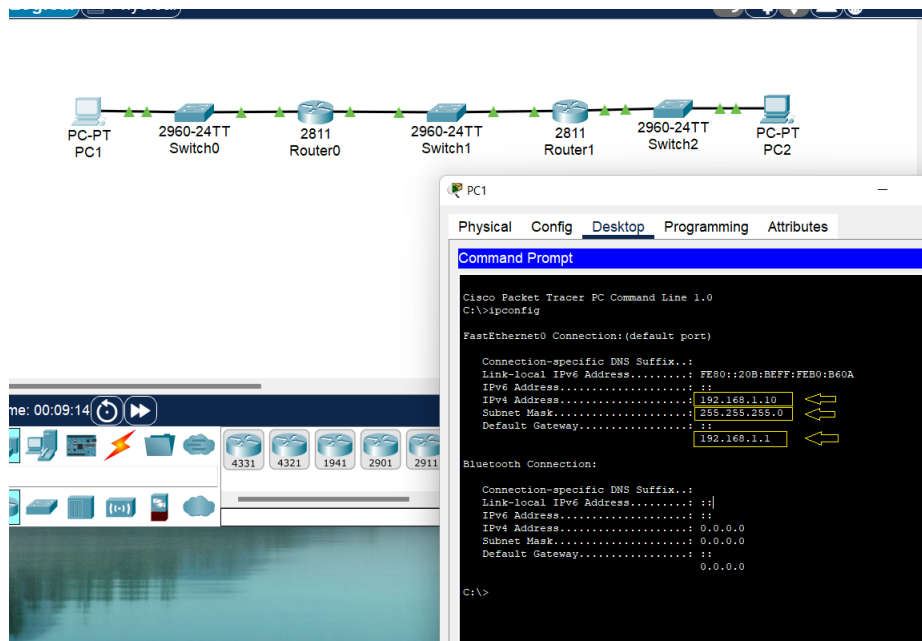 PC-PT
PC1
2960-24TT
Switch0
2811
Router0
2960-24TT
Switch1
2811
Router1
2960-24TT
Switch2
PC-PT
PC2
PC1
Physical Config Desktop Programming Attributes
Command Prompt
Cisco Packet Tracer PC Command Line 1.0
C:\>ipconfig
FastEthernet0 Connection:(default port)
Connection-specific DNS Suffix..:
Link-local IPv6 Address.........: FE80::20B:BEFF:FEB0:B60A
IPv6 Address....................: ::
IPv4 Address....................: 192.168.1.10
Subnet Mask.....................: 255.255.255.0
Default Gateway.................: ::
192.168.1.1
Bluetooth Connection:
Connection-specific DNS Suffix..:
Link-local IPv6 Address.........: ::
IPv6 Address....................: ::
IPv4 Address....................: 0.0.0.0
Subnet Mask.....................: 0.0.0.0
Default Gateway.................: ::
0.0.0.0
C:\>
me: 00:09:14
4331 4321 1941 2901 2911